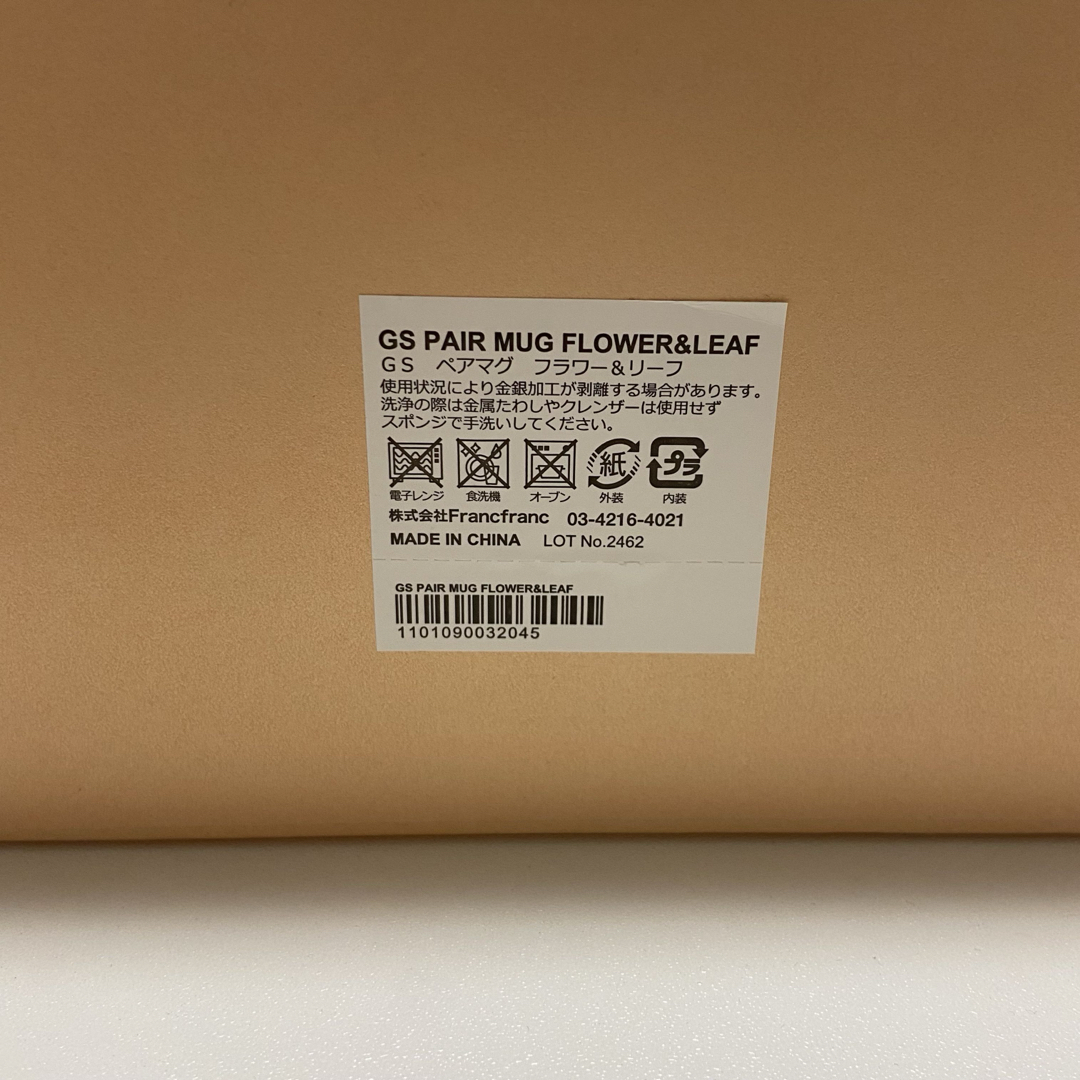 GS PAIR MUG FLOWER&LEAF
GS ペアマグ フラワー&リーフ
使用状況により金銀加工が剥離する場合があります。
洗浄の際は金属たわしやクレンザーは使用せず
スポンジで手洗いしてください。
紙 プラ
電子レンジ 食洗機 オーブン 外装 内装
株式会社Francfranc 03-4216-4021
MADE IN CHINA LOT No.2462
GS PAIR MUG FLOWER&LEAF
1101090032045